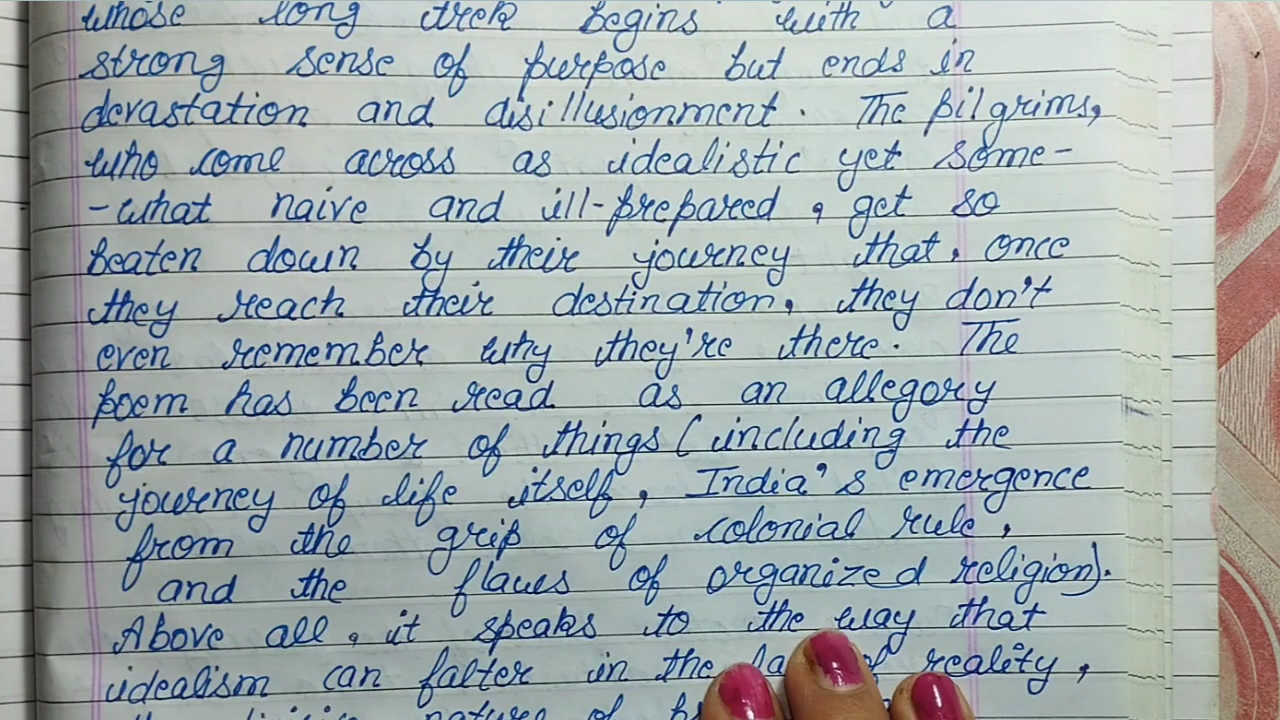 whose long trek begins with a
strong sense of purpose but ends in
devastation and disillusionment. The pilgrims,
who come across as idealistic yet some-
-what naive and ill-prepared, get so
beaten down by their journey that, once
they reach their destination, they don't
even remember why they're there. The
poem has been read as an allegory
for a number of things (including the
journey of life itself, India's emergence
from the grip of colonial rule,
and the flaws of organized religion).
Above all, it speaks to the way that
idealism can falter in the of reality,
nature of